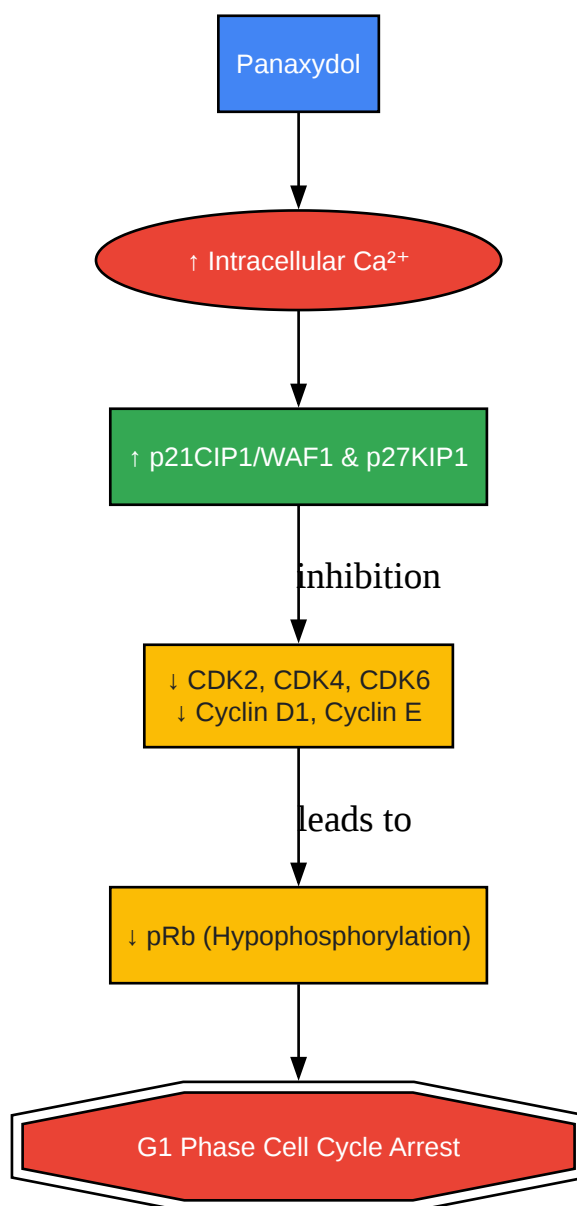 Panaxydol
↑ Intracellular Ca²⁺
↑ p21CIP1/WAF1 & p27KIP1
inhibition
↓ CDK2, CDK4, CDK6
↓ Cyclin D1, Cyclin E
leads to
↓ pRb (Hypophosphorylation)
G1 Phase Cell Cycle Arrest